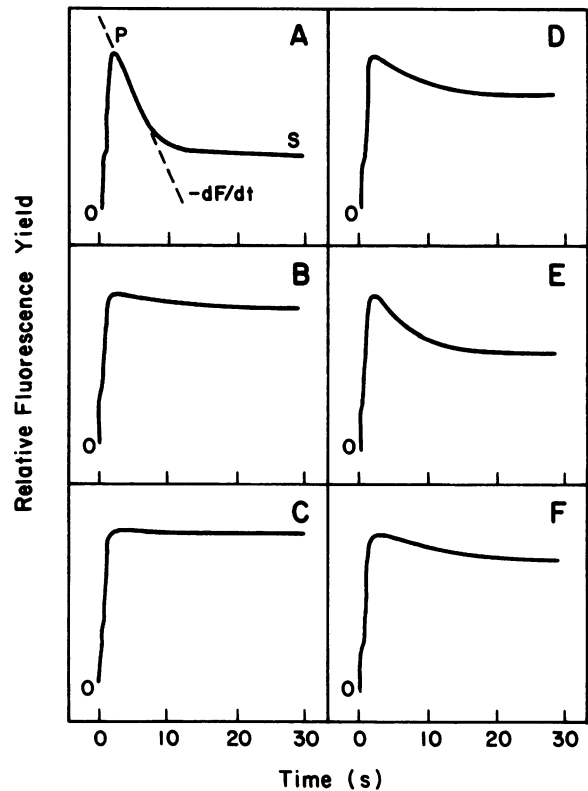 Relative Fluorescence Yield
A
P
S
-dF/dt
O
D
O
B
O
E
O
C
O
F
O
0 10 20 30
0 10 20 30
Time (s)